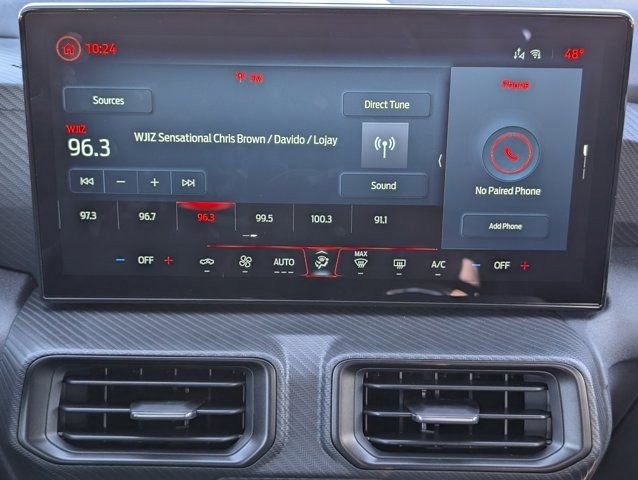 10:24
48°
FM
Phone
Sources
Direct Tune
WJIZ
96.3
WJIZ Sensational Chris Brown / Davido / Lojay
No Paired Phone
Sound
97.3 96.7 96.3 99.5 100.3 91.1
Add Phone
MAX
- OFF + AUTO A/C - OFF +